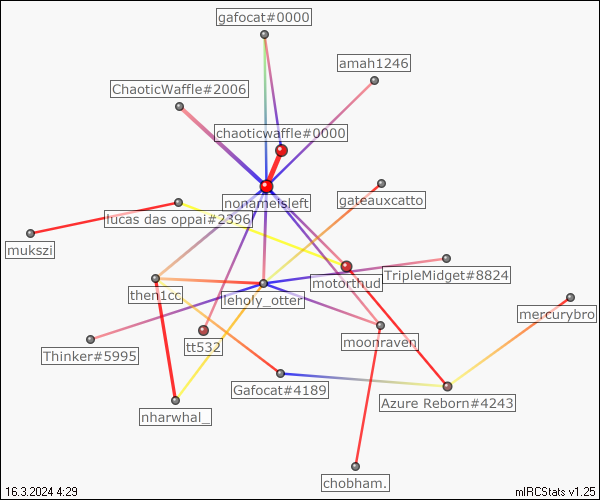 gafocat#0000
amah1246
ChaoticWaffle#2006
chaoticwaffle#0000
nonameisleft
gateauxcatto
lucas das oppai#2396
mukszi
motorthud
TripleMidget#8824
then1cc
leholy_otter
mercurybro
tt532
moonraven
Thinker#5995
Gafocat#4189
Azure Reborn#4243
nharwhal_
chobham.
16.3.2024 4:29
mIRCStats v1.25